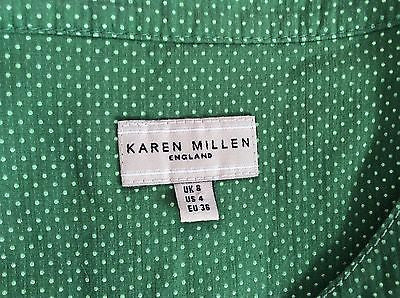 KAREN MILLEN
ENGLAND
UK 8
US 4
EU 36